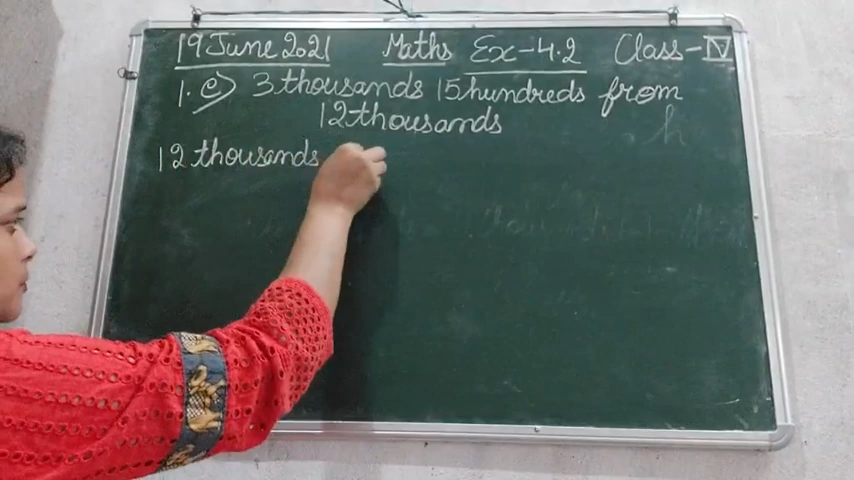 19 June 2021 Maths Ex-4.2 Class-IV
1. e) 3 thousands 15 hundreds from
12 thousands
12 thousands